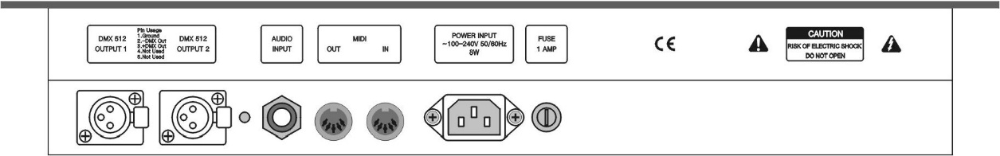 DMX 512
OUTPUT 1
Pin Usage
1.Ground
2.-DMX Out
3.+DMX Out
4.Not Used
5.Not Used
DMX 512
OUTPUT 2
AUDIO
INPUT
MIDI
OUT IN
POWER INPUT
~100-240V 50/60Hz
8W
FUSE
1 AMP
CE
CAUTION
RISK OF ELECTRIC SHOCK
DO NOT OPEN